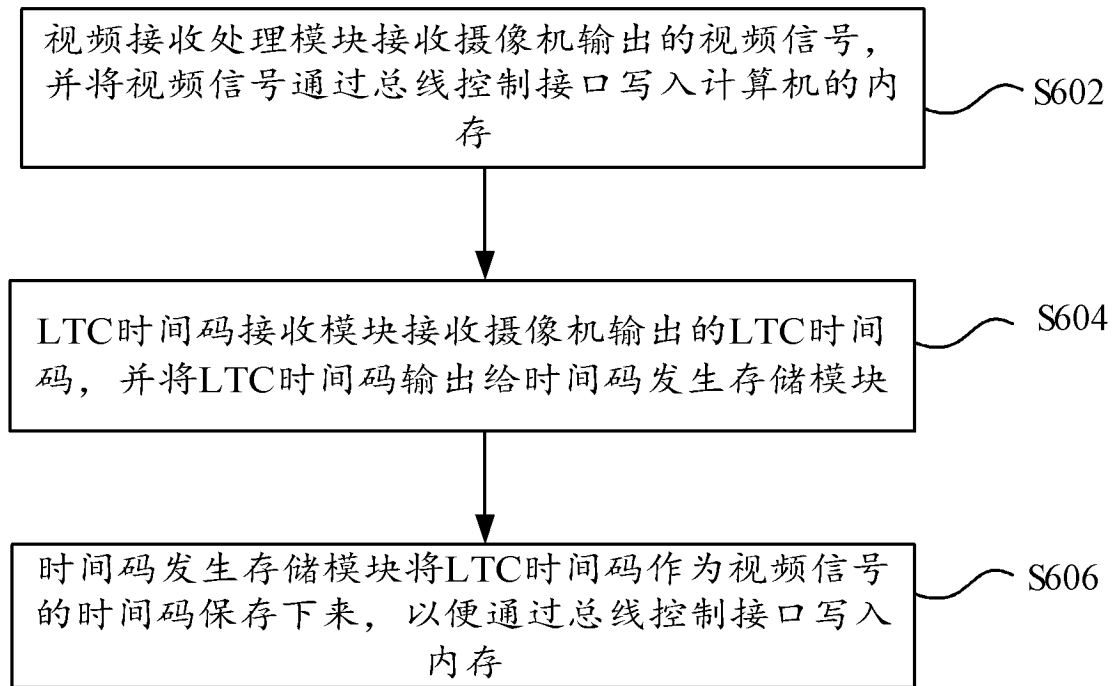 视频接收处理模块接收摄像机输出的视频信号，
并将视频信号通过总线控制接口写入计算机的内
存
S602
LTC时间码接收模块接收摄像机输出的LTC时间
码，并将LTC时间码输出给时间码发生存储模块
S604
时间码发生存储模块将LTC时间码作为视频信号
的时间码保存下来，以便通过总线控制接口写入
内存
S606